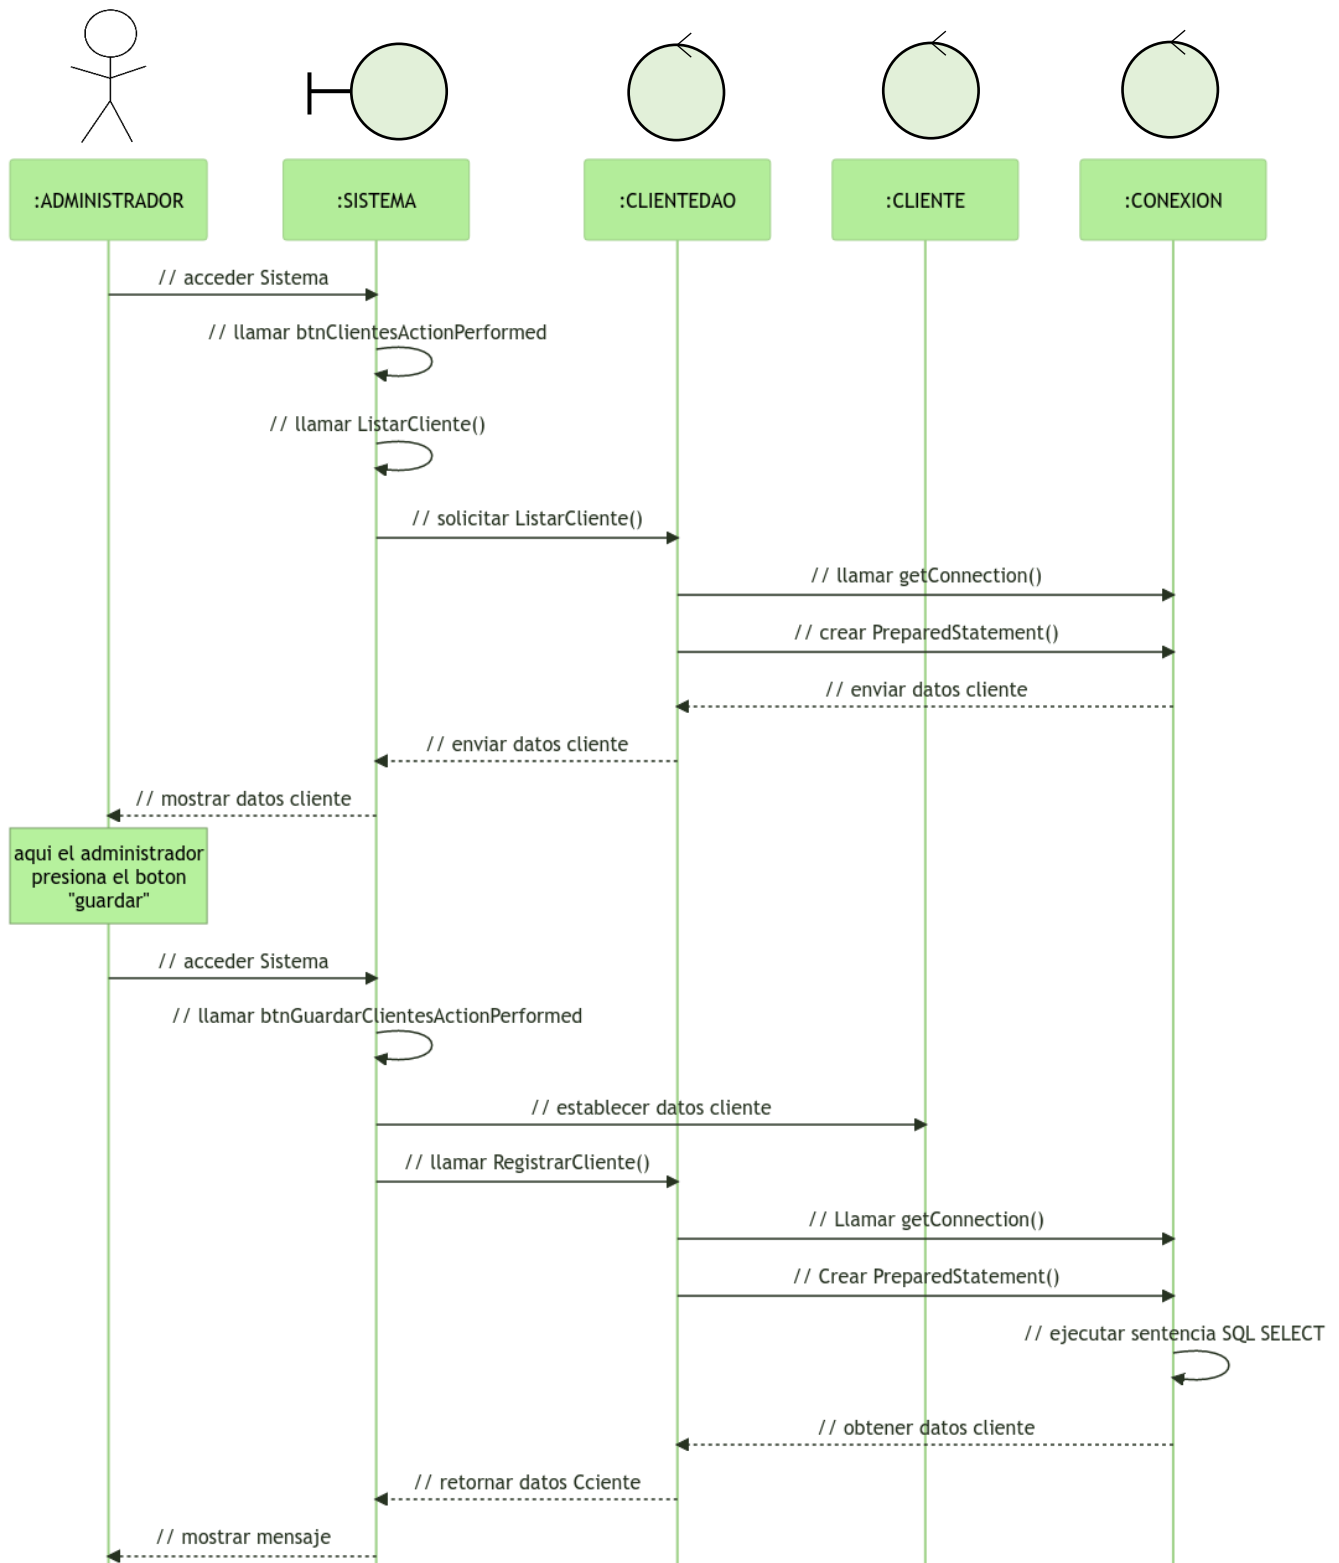 :ADMINISTRADOR
:SISTEMA
:CLIENTEDAO
:CLIENTE
:CONEXION
// acceder Sistema
// llamar btnClientesActionPerformed
// llamar ListarCliente()
// solicitar ListarCliente()
// llamar getConnection()
// crear PreparedStatement()
// enviar datos cliente
// enviar datos cliente
// mostrar datos cliente
aqui el administrador
presiona el boton
"guardar"
// acceder Sistema
// llamar btnGuardarClientesActionPerformed
// establecer datos cliente
// llamar RegistrarCliente()
// Llamar getConnection()
// Crear PreparedStatement()
// ejecutar sentencia SQL SELECT
// obtener datos cliente
// retornar datos Cciente
// mostrar mensaje